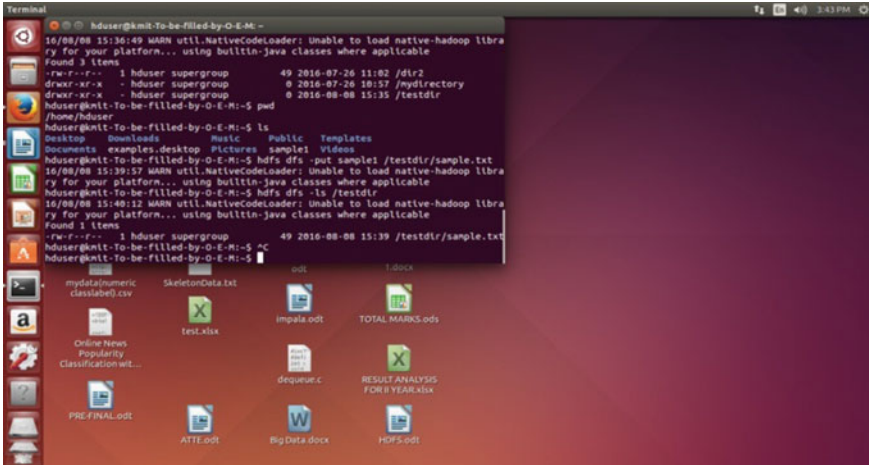 Terminal
En
3:43 PM
hduser@kmit-To-be-filled-by-O-E-M: ~
16/08/08 15:36:49 WARN util.NativeCodeLoader: Unable to load native-hadoop libra
ry for your platform... using builtin-java classes where applicable
Found 3 items
-rw-r--r-- 1 hduser supergroup 49 2016-07-26 11:02 /dir2
drwxr-xr-x - hduser supergroup 0 2016-07-26 10:57 /mydirectory
drwxr-xr-x - hduser supergroup 0 2016-08-08 15:35 /testdir
hduser@kmit-To-be-filled-by-O-E-M:~$ pwd
/home/hduser
hduser@kmit-To-be-filled-by-O-E-M:~$ ls
Desktop Downloads Music Public Templates
Documents examples.desktop Pictures sample1 Videos
hduser@kmit-To-be-filled-by-O-E-M:~$ hdfs dfs -put sample1 /testdir/sample.txt
16/08/08 15:39:57 WARN util.NativeCodeLoader: Unable to load native-hadoop libra
ry for your platform... using builtin-java classes where applicable
hduser@kmit-To-be-filled-by-O-E-M:~$ hdfs dfs -ls /testdir
16/08/08 15:40:12 WARN util.NativeCodeLoader: Unable to load native-hadoop libra
ry for your platform... using builtin-java classes where applicable
Found 1 items
-rw-r--r-- 1 hduser supergroup 49 2016-08-08 15:39 /testdir/sample.txt
hduser@kmit-To-be-filled-by-O-E-M:~$ ^C
hduser@kmit-To-be-filled-by-O-E-M:~$
odt
1.docx
mydata(numeric
classlabel).csv
SkeletonData.txt
test.xlsx
impala.odt
TOTAL MARKS.ods
Online News
Popularity
Classification wit...
dequeue.c
RESULT ANALYSIS
FOR II YEAR.xlsx
PRE-FINAL.odt
ATTE.odt
Big Data.docx
HDFS.odt